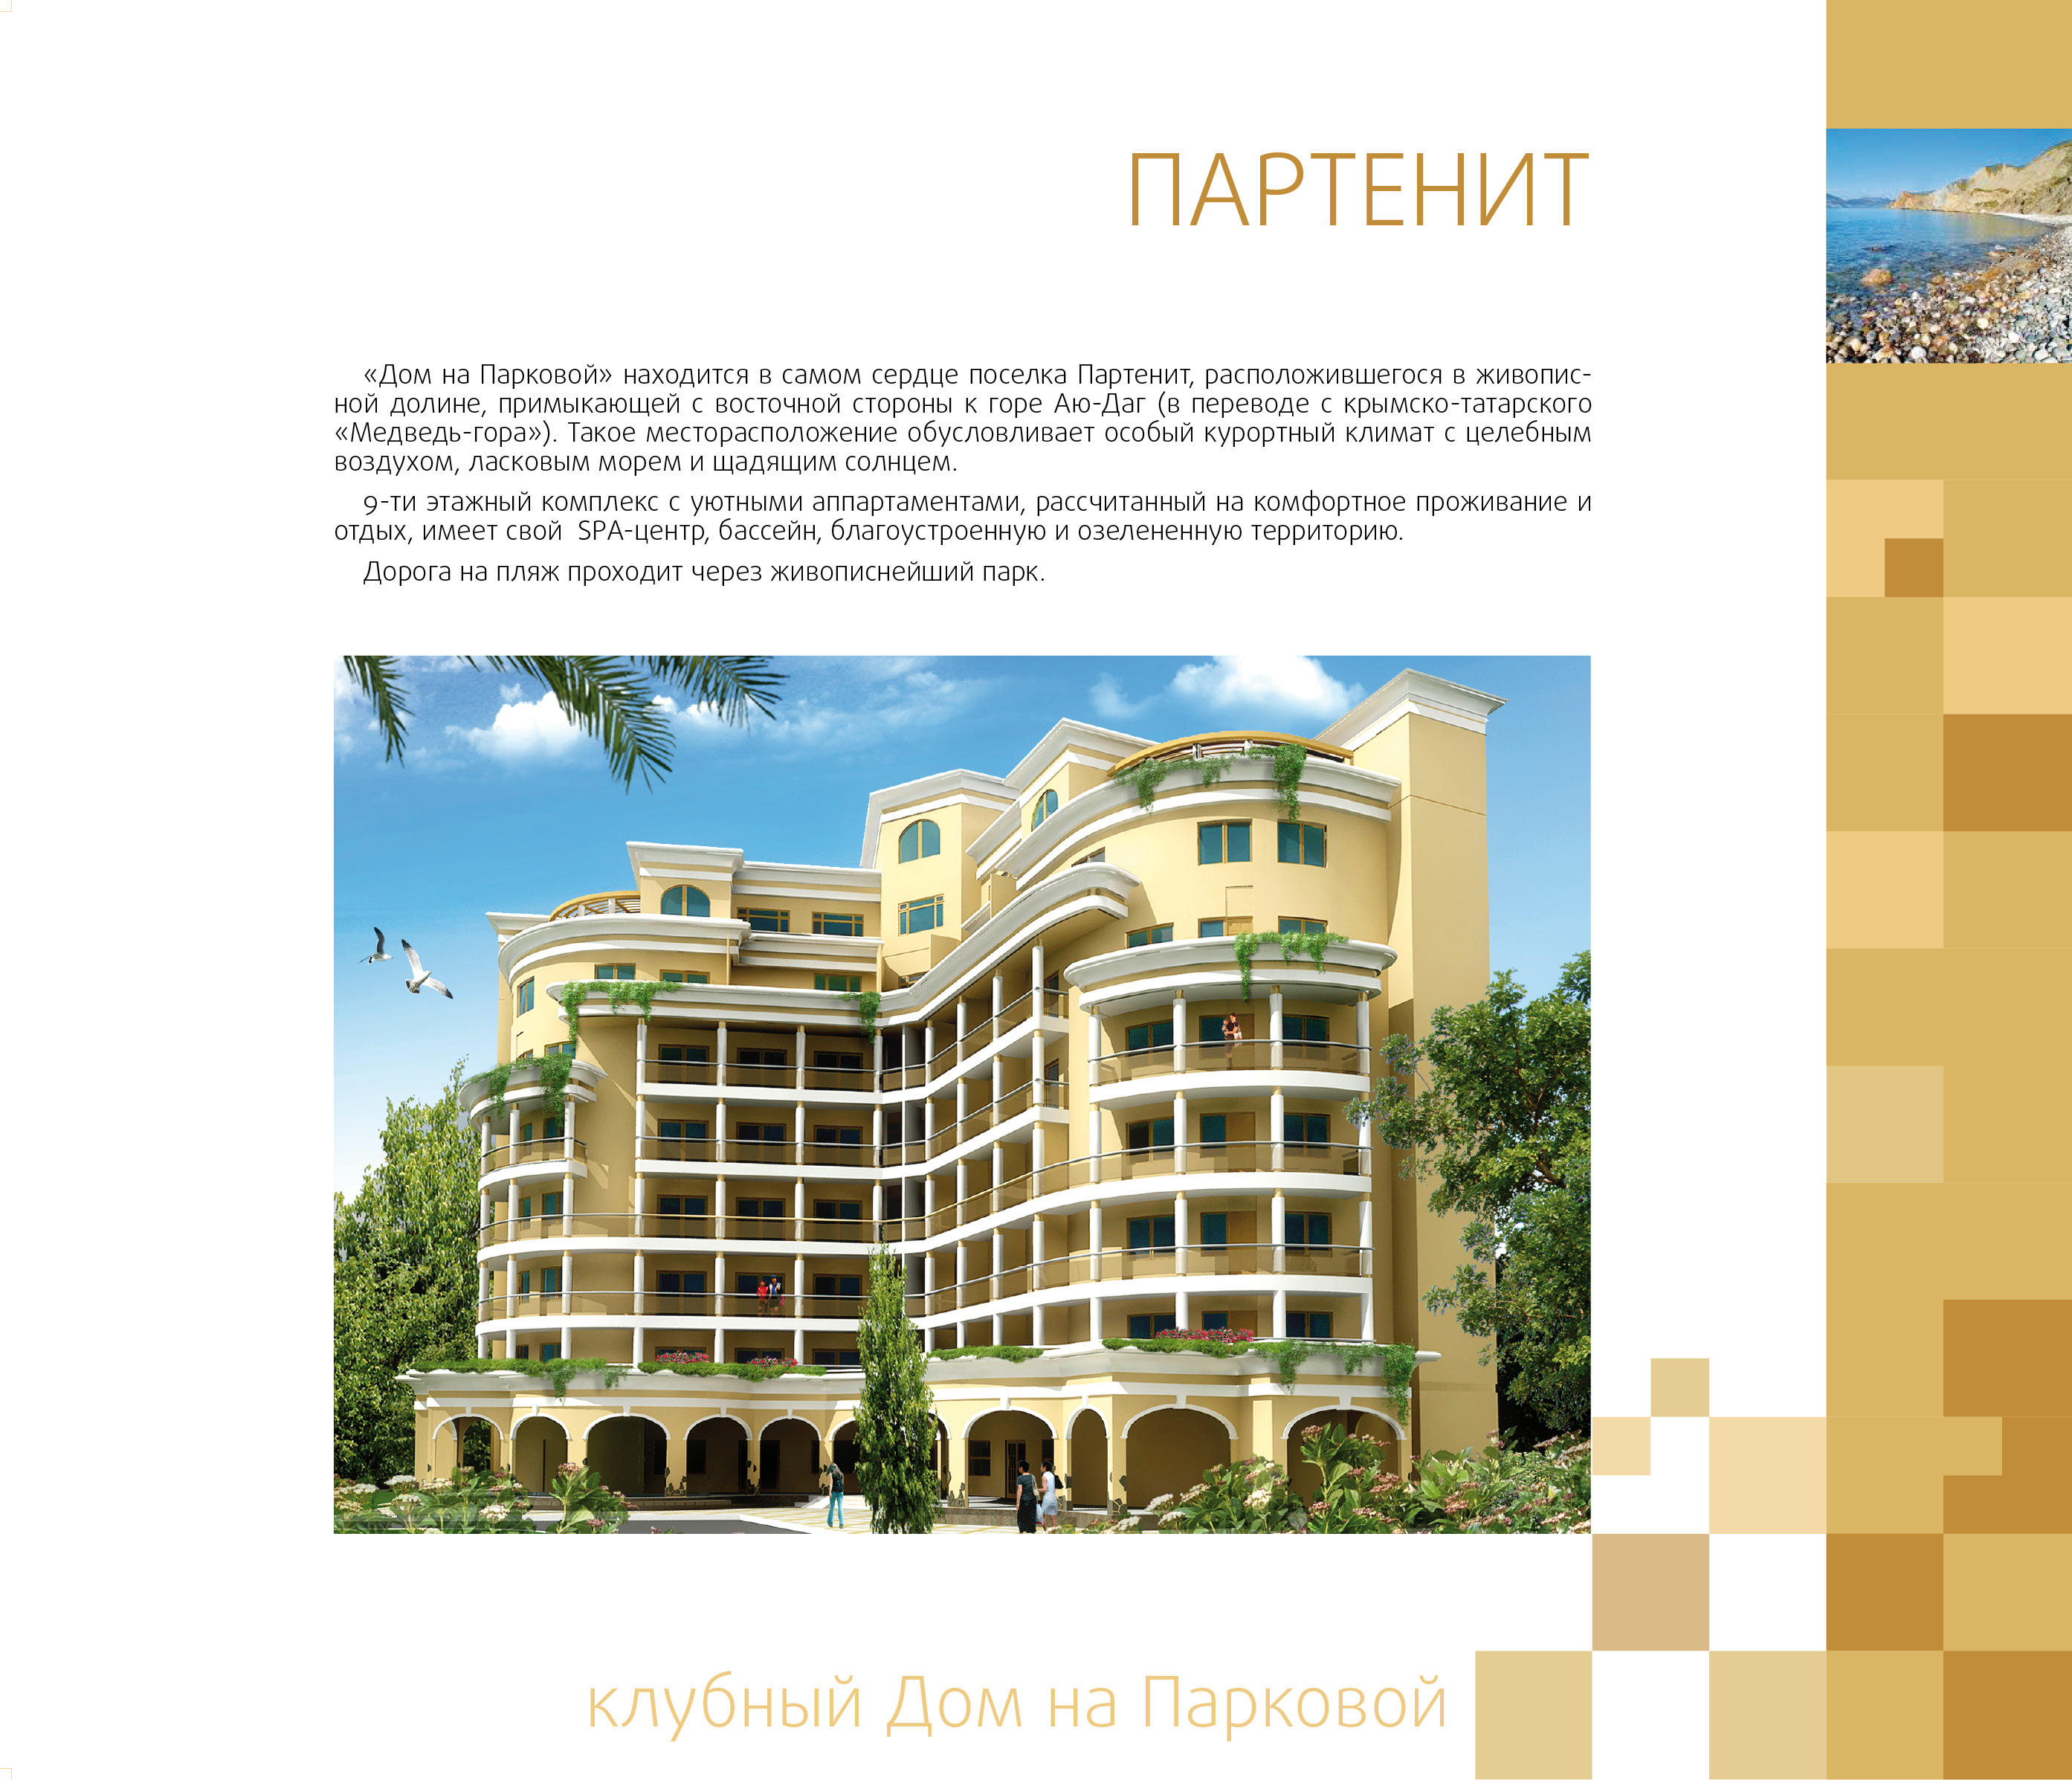 ПАРТЕНИТ
«Дом на Парковой» находится в самом сердце поселка Партенит, расположившегося в живопис-
ной долине, примыкающей с восточной стороны к горе Аю-Даг (в переводе с крымско-татарского
«Медведь-гора»). Такое месторасположение обусловливает особый курортный климат с целебным
воздухом, ласковым морем и щадящим солнцем.
9-ти этажный комплекс с уютными аппартаментами, рассчитанный на комфортное проживание и
отдых, имеет свой SPA-центр, бассейн, благоустроенную и озелененную территорию.
Дорога на пляж проходит через живописнейший парк.
клубный Дом на Парковой